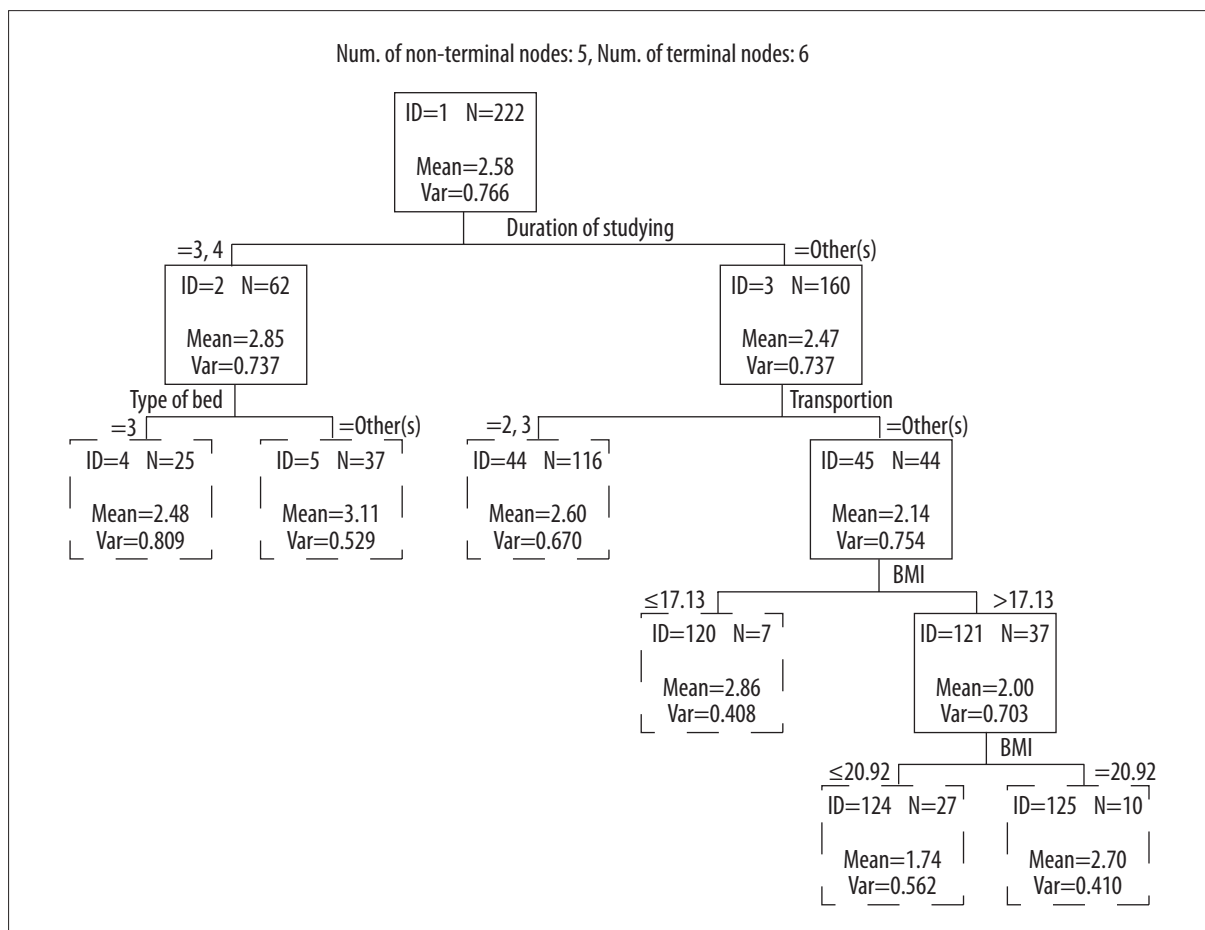 Num. of non-terminal nodes: 5, Num. of terminal nodes: 6
ID=1 N=222
Mean=2.58
Var=0.766
Duration of studying
=3, 4
=Other(s)
ID=2 N=62
Mean=2.85
Var=0.737
ID=3 N=160
Mean=2.47
Var=0.737
Type of bed
Transportion
=3
=Other(s)
=2, 3
=Other(s)
ID=4 N=25
Mean=2.48
Var=0.809
ID=5 N=37
Mean=3.11
Var=0.529
ID=44 N=116
Mean=2.60
Var=0.670
ID=45 N=44
Mean=2.14
Var=0.754
BMI
≤17.13
>17.13
ID=120 N=7
Mean=2.86
Var=0.408
ID=121 N=37
Mean=2.00
Var=0.703
BMI
≤20.92
=20.92
ID=124 N=27
Mean=1.74
Var=0.562
ID=125 N=10
Mean=2.70
Var=0.410